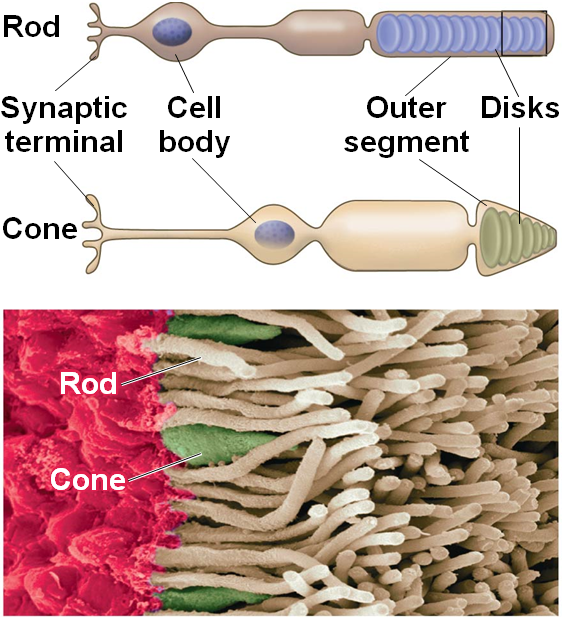 Rod
Synaptic terminal
Cell body
Outer segment
Disks
Cone
Rod
Cone